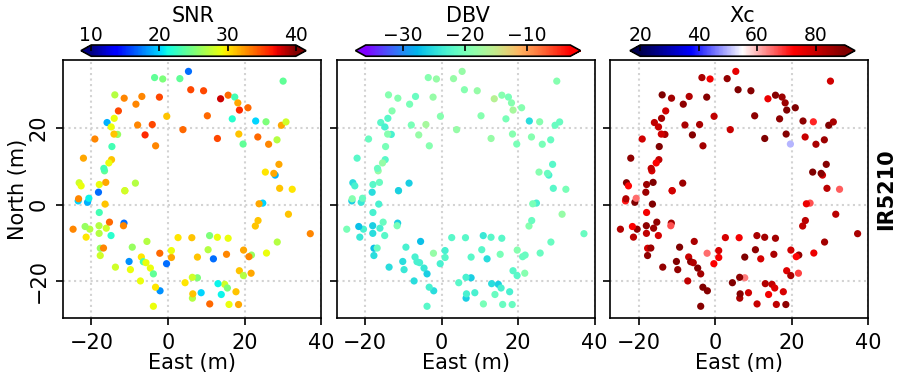 SNR DBV Xc
10 20 30 40 −30 −20 −10 20 40 60 80
North (m)
20
0
−20
IR5210
−20 0 20 40 −20 0 20 40 −20 0 20 40
East (m) East (m) East (m)